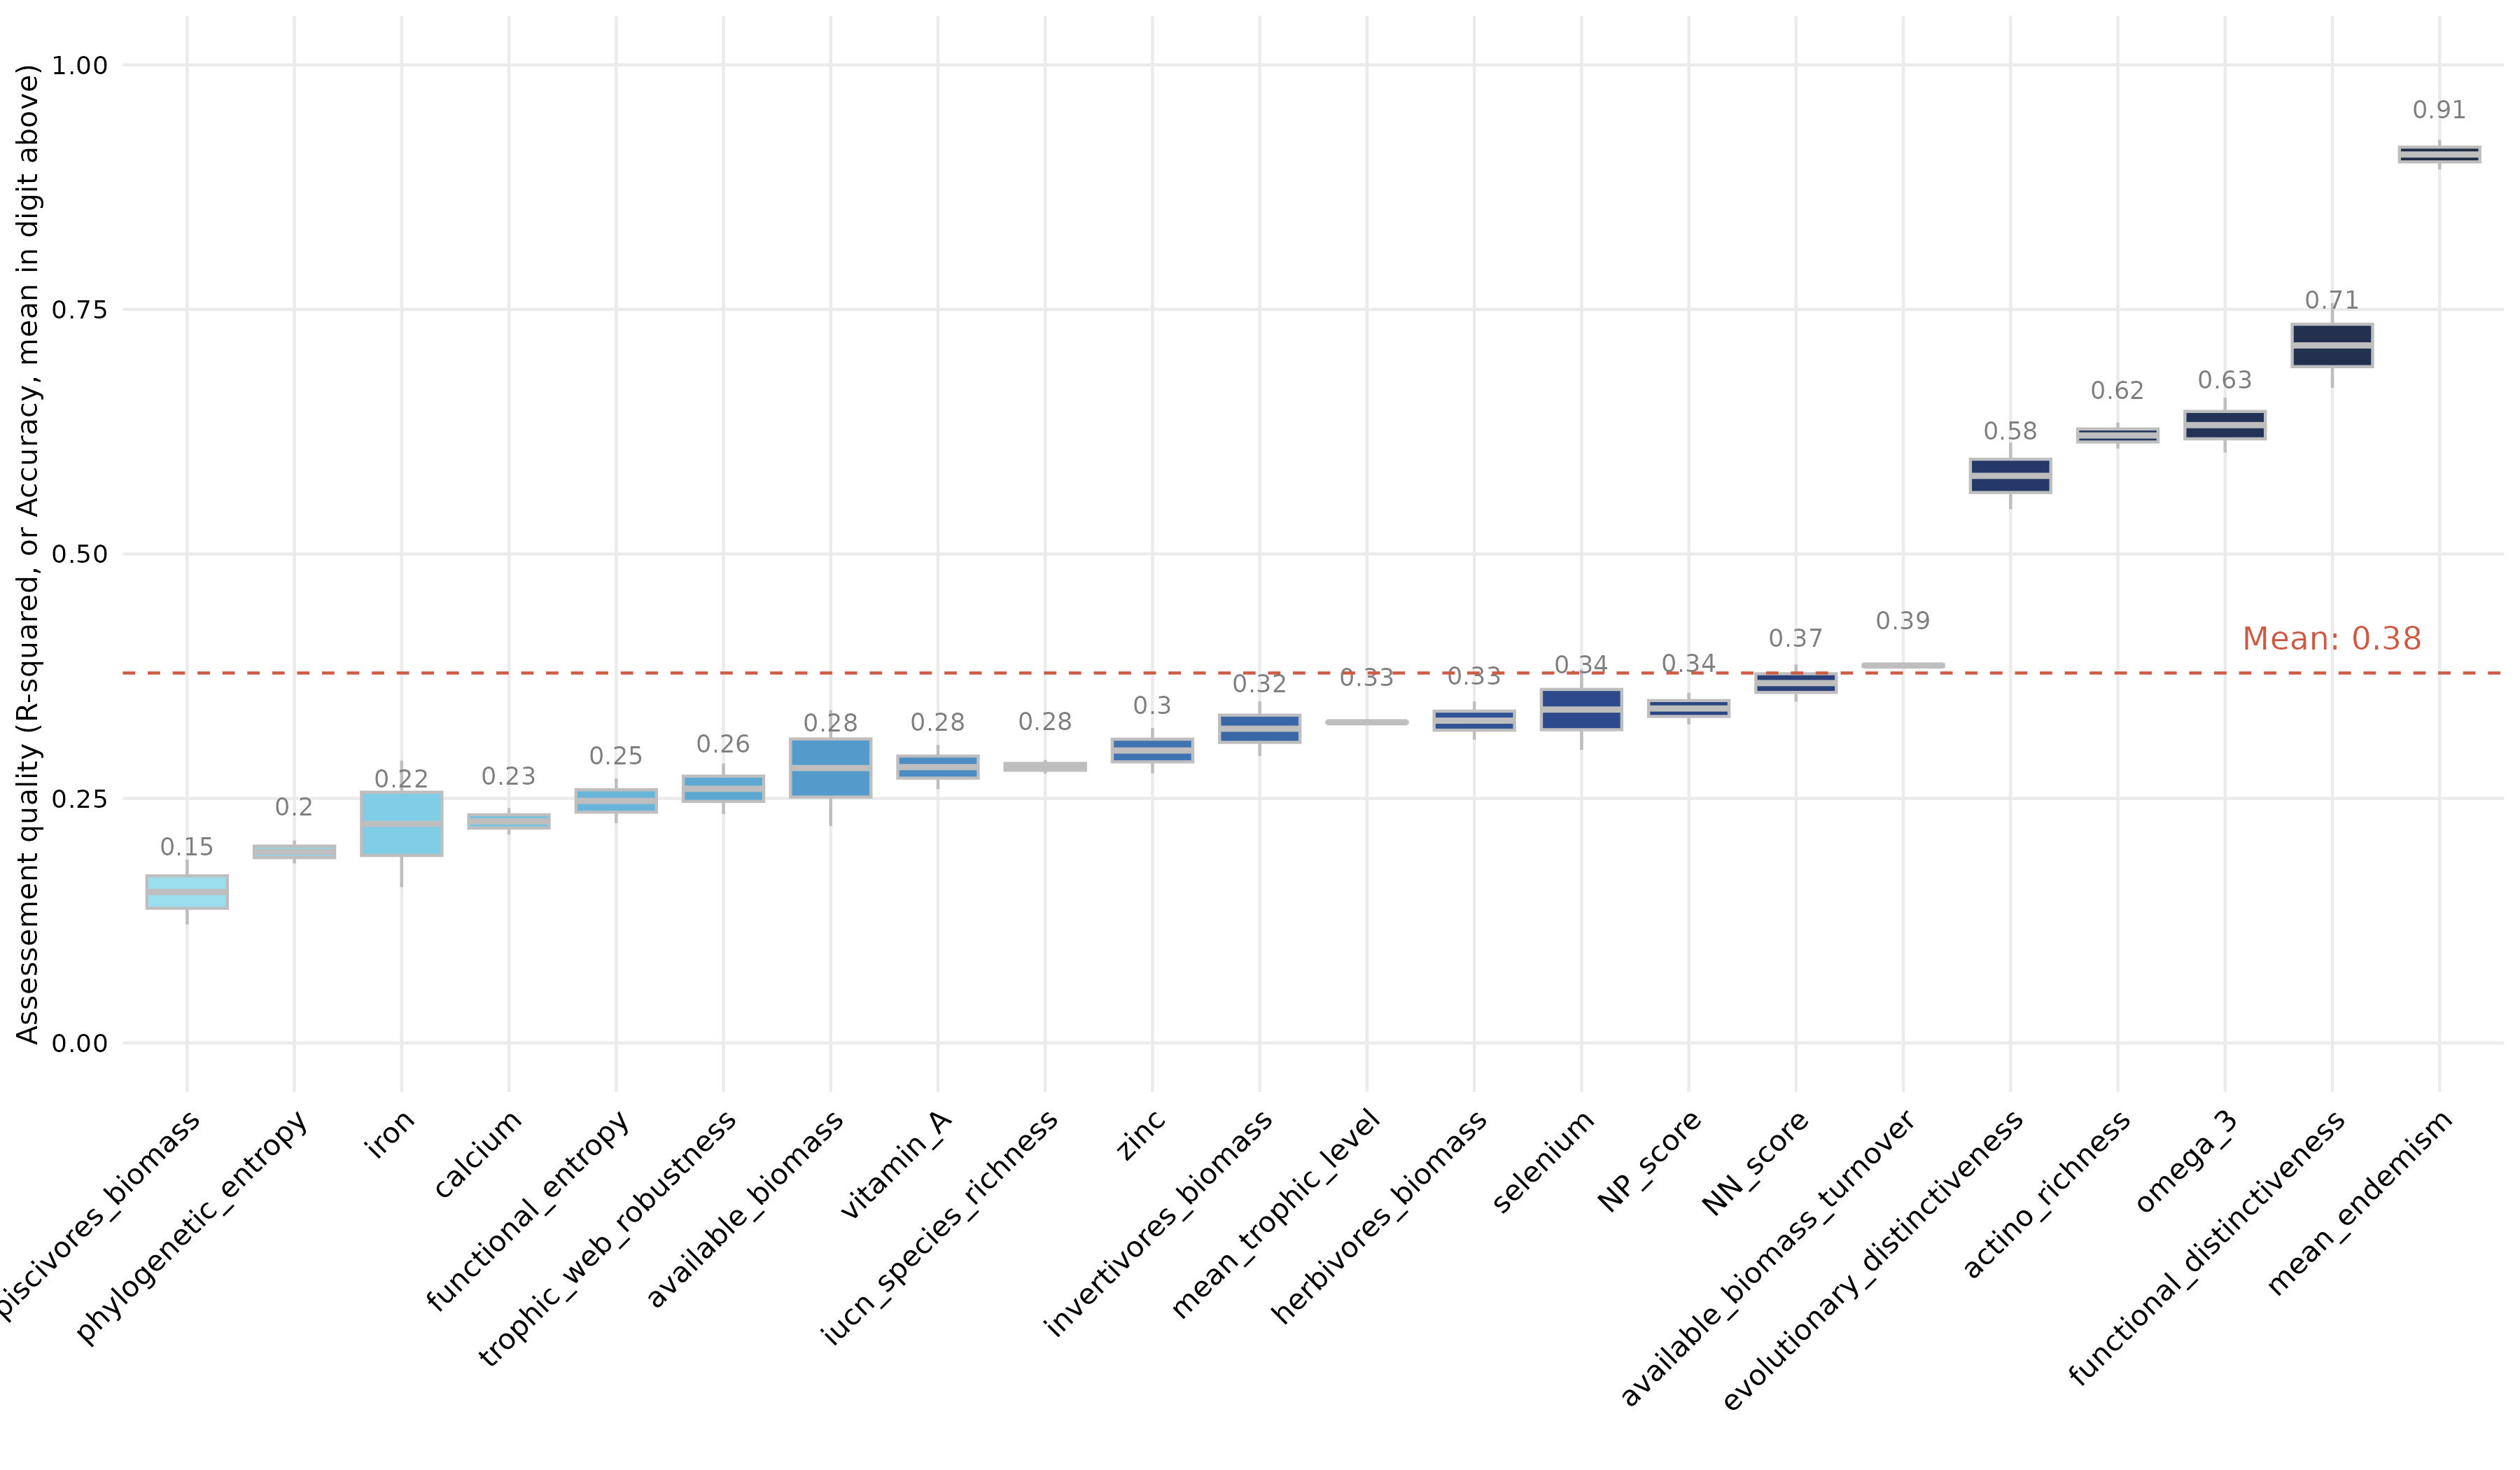 Assessement quality (R-squared, or Accuracy, mean in digit above)
1.00
0.75
0.50
0.25
0.00
0.15
0.2
0.22
0.23
0.25
0.26
0.28
0.28
0.28
0.3
0.32
0.33
0.33
0.34
0.34
0.37
0.39
0.58
0.62
0.63
0.71
0.91
Mean: 0.38
piscivores_biomass
phylogenetic_entropy
iron
calcium
functional_entropy
trophic_web_robustness
available_biomass
vitamin_A
iucn_species_richness
zinc
invertivores_biomass
mean_trophic_level
herbivores_biomass
selenium
NP_score
NN_score
available_biomass_turnover
evolutionary_distinctiveness
actino_richness
omega_3
functional_distinctiveness
mean_endemism